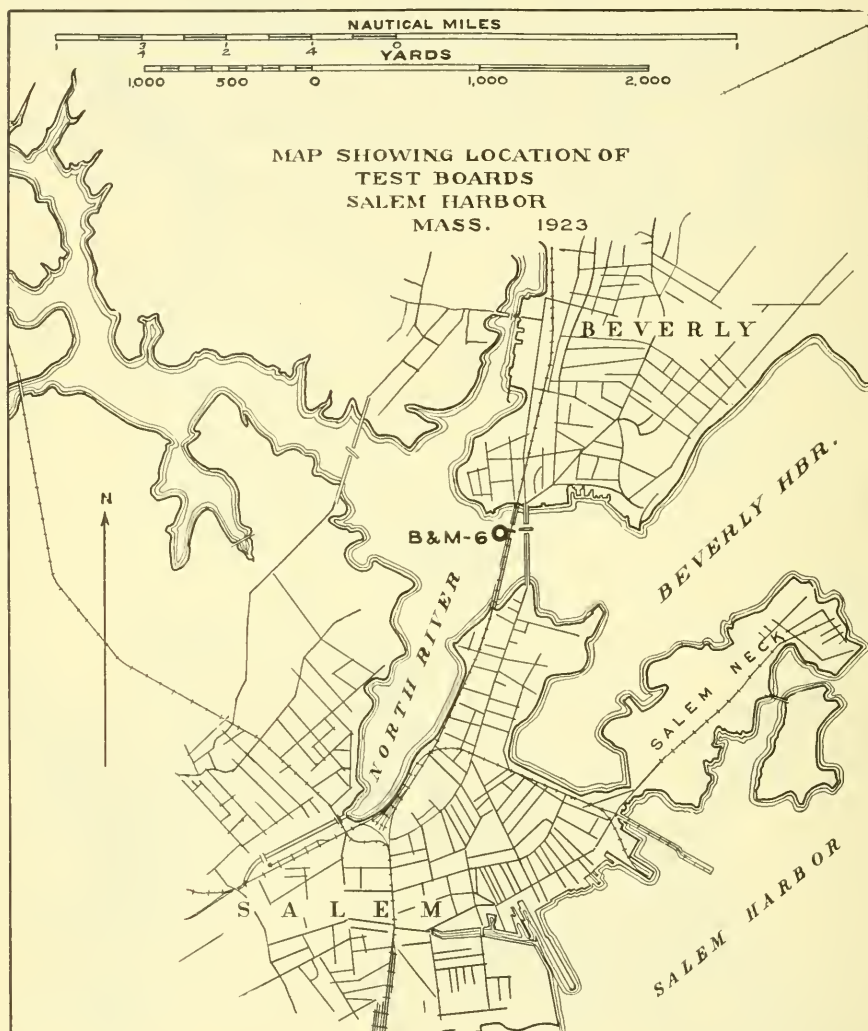 NAUTICAL MILES
1 3/4 1/2 1/4 0 1
YARDS
1,000 500 0 1,000 2,000
MAP SHOWING LOCATION OF
TEST BOARDS
SALEM HARBOR
MASS. 1923
BEVERLY
N
B&M-6
BEVERLY HBR.
NORTH RIVER
SALEM NECK
SALEM
SALEM HARBOR